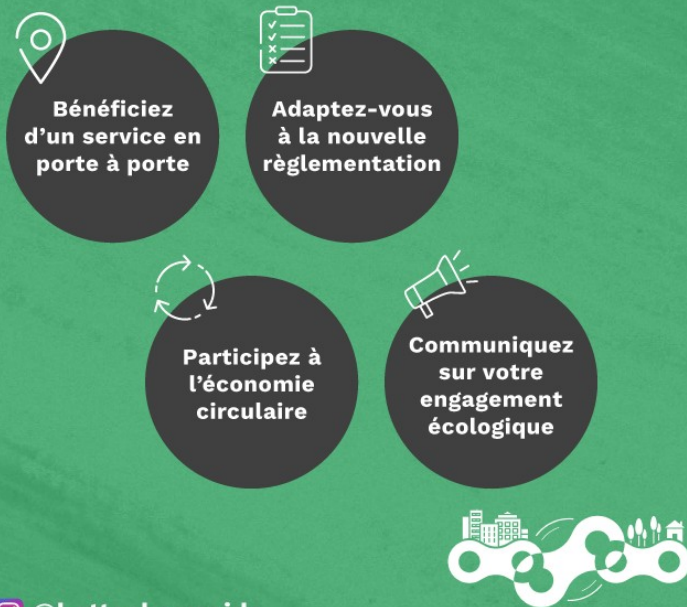 Bénéficiez
d'un service en
porte à porte
Adaptez-vous
à la nouvelle
règlementation
Participez à
l'économie
circulaire
Communiquez
sur votre
engagement
écologique